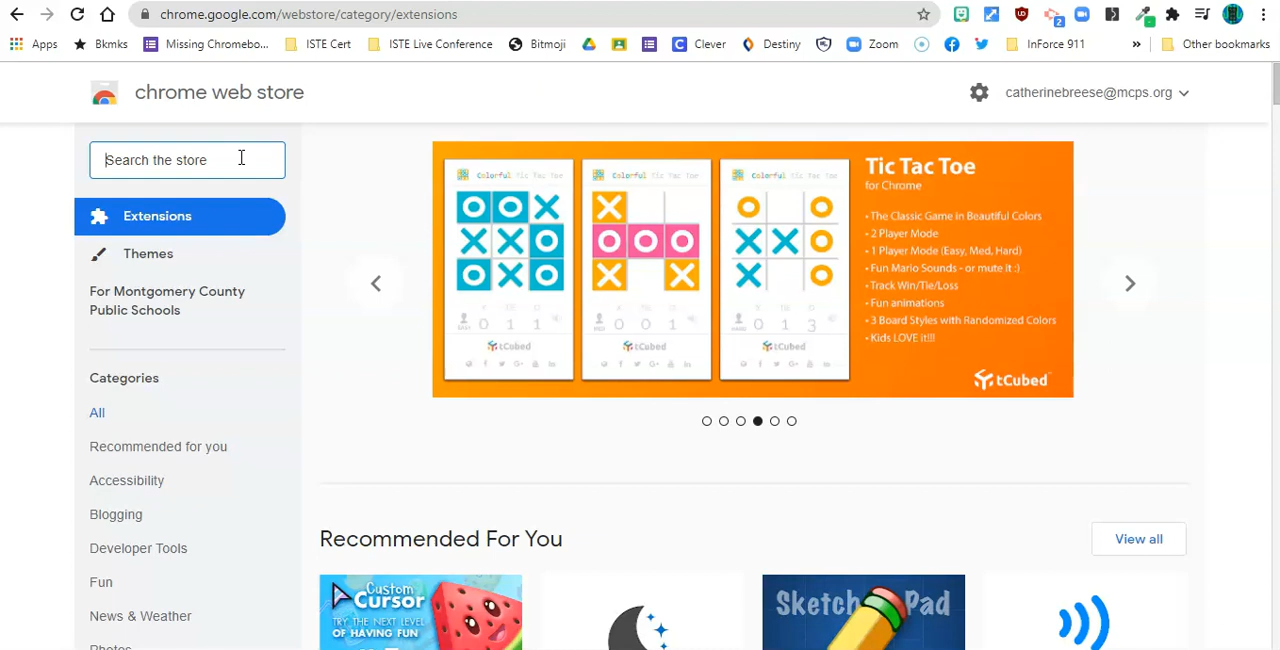 chrome.google.com/webstore/category/extensions
Apps Bkmks Missing Chromebo... ISTE Cert ISTE Live Conference Bitmoji Clever Destiny Zoom InForce 911 » Other bookmarks
chrome web store
catherinebreese@mcps.org
Search the store
Extensions
Themes
For Montgomery County
Public Schools
Categories
All
Recommended for you
Accessibility
Blogging
Developer Tools
Fun
News & Weather
Photos
Colorful Tic Tac Toe
Colorful Tic Tac Toe
Colorful Tic Tac Toe
X TIE O
0 1 1
X TIE O
0 0 1
X TIE O
0 1 3
tCubed
tCubed
tCubed
Tic Tac Toe
for Chrome
• The Classic Game in Beautiful Colors
• 2 Player Mode
• 1 Player Mode (Easy, Med, Hard)
• Fun Mario Sounds - or mute it :)
• Track Win/Tie/Loss
• Fun animations
• 3 Board Styles with Randomized Colors
• Kids LOVE it!!!
tCubed
Recommended For You
View all
Custom
Cursor
TRY THE NEXT LEVEL
OF HAVING FUN
Sketch Pad